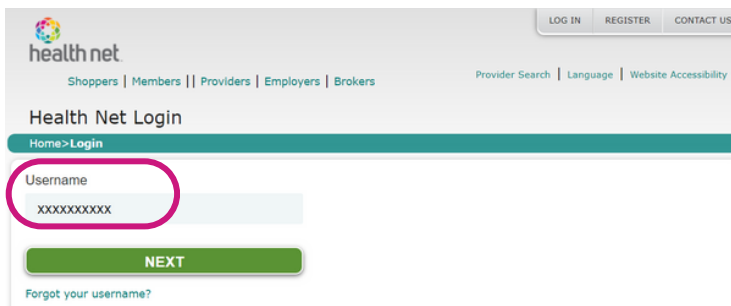 LOG IN REGISTER CONTACT US
health net.
Shoppers | Members || Providers | Employers | Brokers
Provider Search | Language | Website Accessibility
Health Net Login
Home>Login
Username
xxxxxxxxxx
NEXT
Forgot your username?